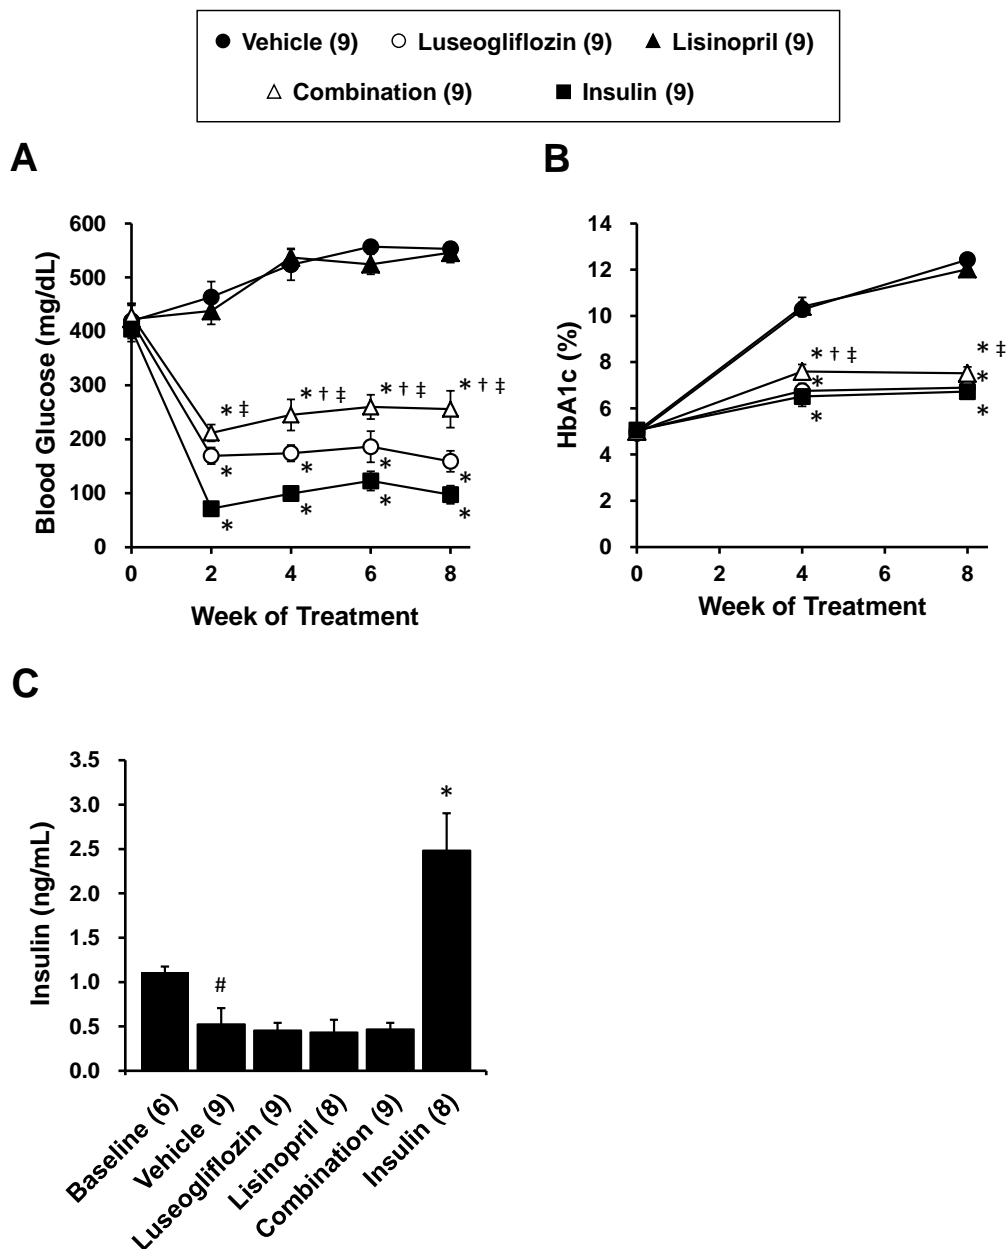 Vehicle (9) Luseogliflozin (9) Lisinopril (9)
Combination (9) Insulin (9)
A
Blood Glucose (mg/dL)
600
500
400
300
200
100
0
* ‡
* † ‡
* † ‡
* † ‡
*
*
*
*
*
*
*
*
0 2 4 6 8
Week of Treatment
B
HbA1c (%)
14
12
10
8
6
4
2
0
* † ‡
*
*
* ‡
*
*
0 2 4 6 8
Week of Treatment
C
Insulin (ng/mL)
3.5
3.0
2.5
2.0
1.5
1.0
0.5
0.0
#
*
Baseline (6)
Vehicle (9)
Luseogliflozin (9)
Lisinopril (8)
Combination (9)
Insulin (8)